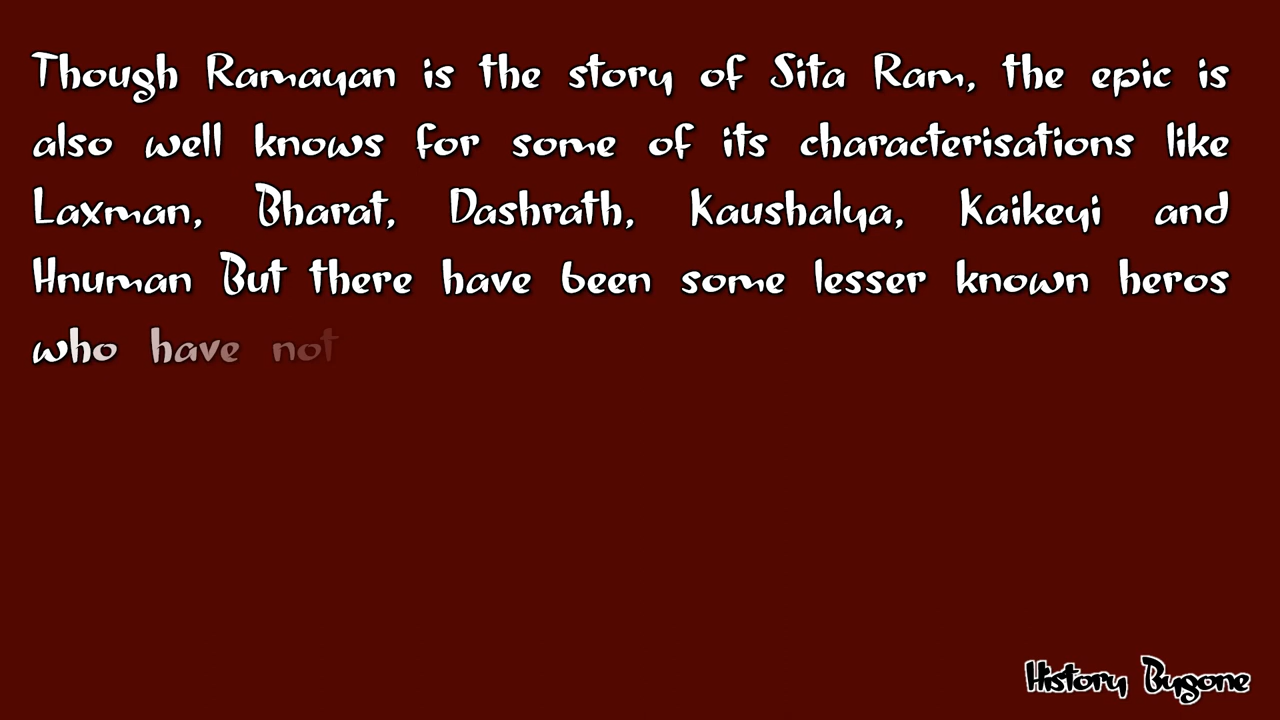 Though Ramayan is the story of Sita Ram, the epic is
also well knows for some of its characterisations like
Laxman, Bharat, Dashrath, Kaushalya, Kaikeyi and
Hnuman But there have been some lesser known heros
who have not
History Bygone